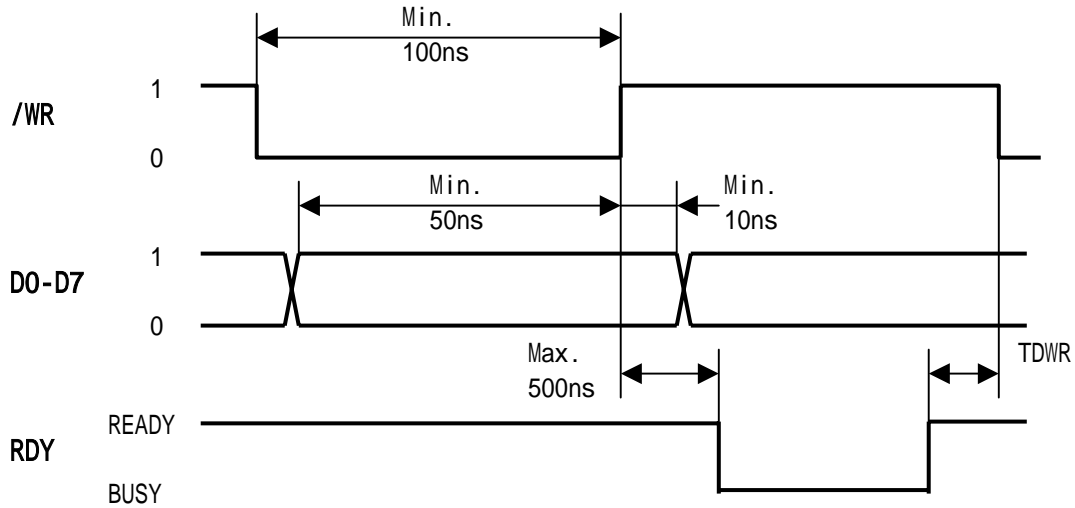 Min.
100ns
1
/WR
0
Min.
50ns
Min.
10ns
1
D0-D7
0
Max.
500ns
TDWR
READY
RDY
BUSY